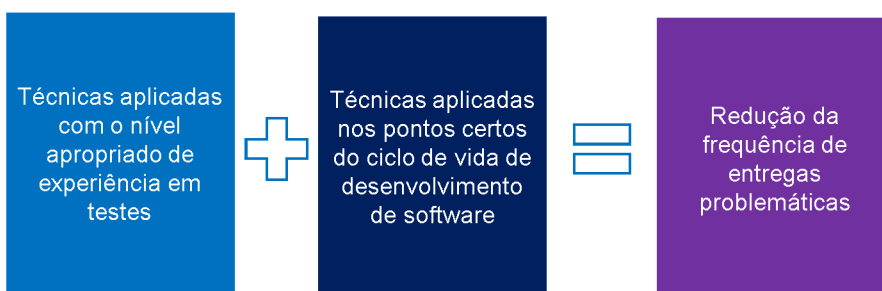 Técnicas aplicadas
com o nível
apropriado de
experiência em
testes
Técnicas aplicadas
nos pontos certos
do ciclo de vida de
desenvolvimento
de software
Redução da
frequência de
entregas
problemáticas